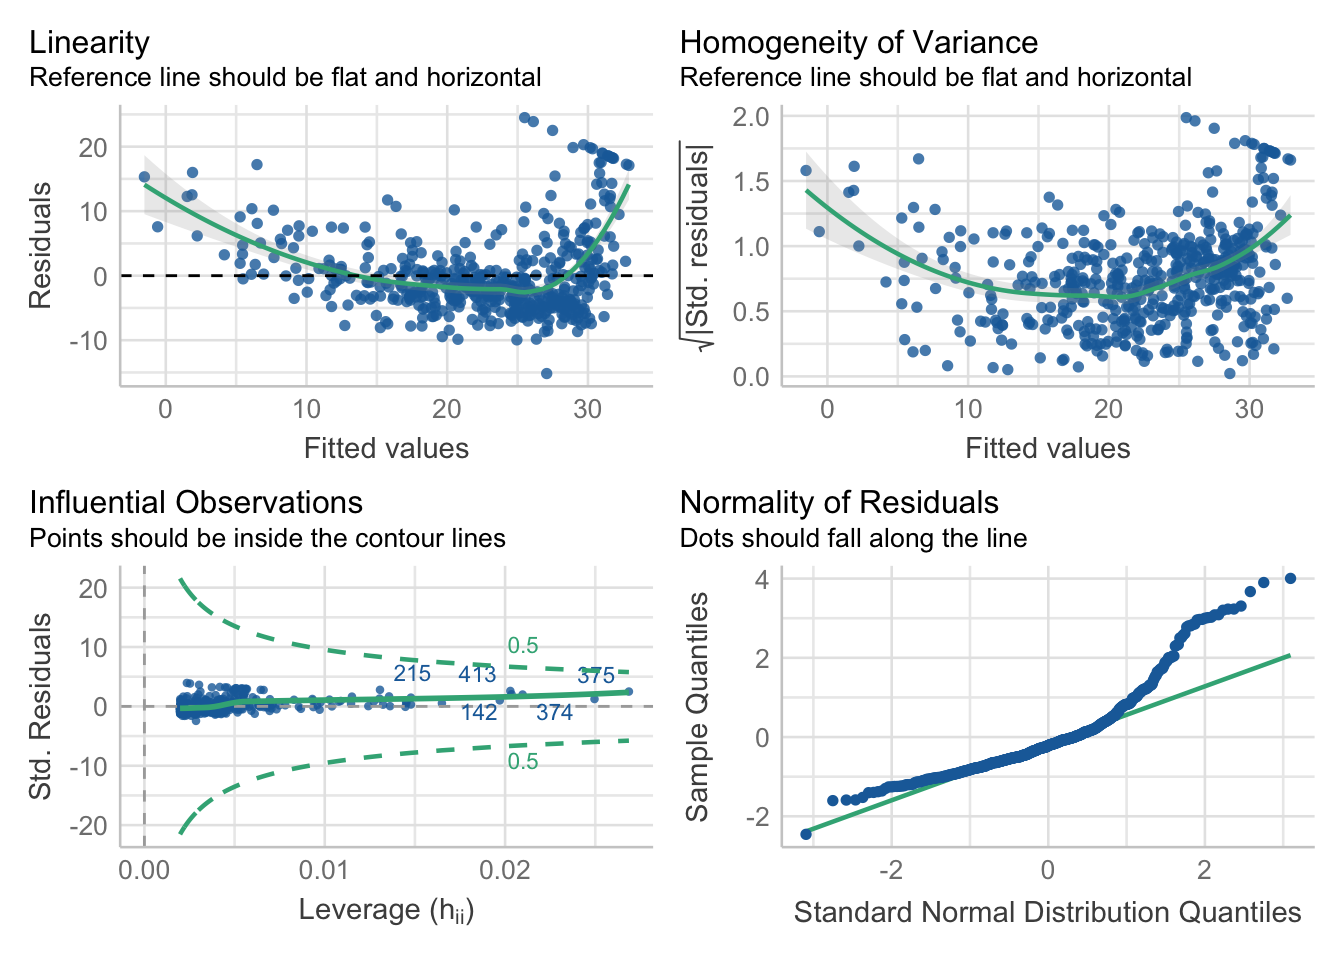 Linearity
Reference line should be flat and horizontal
20
10
0
-10
Residuals
0
10
20
30
Fitted values
Homogeneity of Variance
Reference line should be flat and horizontal
2.0
1.5
1.0
0.5
0.0
√|Std. residuals|
0
10
20
30
Fitted values
Influential Observations
Points should be inside the contour lines
20
10
0
-10
-20
Std. Residuals
0.5
215
413
375
142
374
0.5
0.00
0.01
0.02
Leverage (hᵢᵢ)
Normality of Residuals
Dots should fall along the line
4
2
0
-2
Sample Quantiles
-2
0
2
Standard Normal Distribution Quantiles